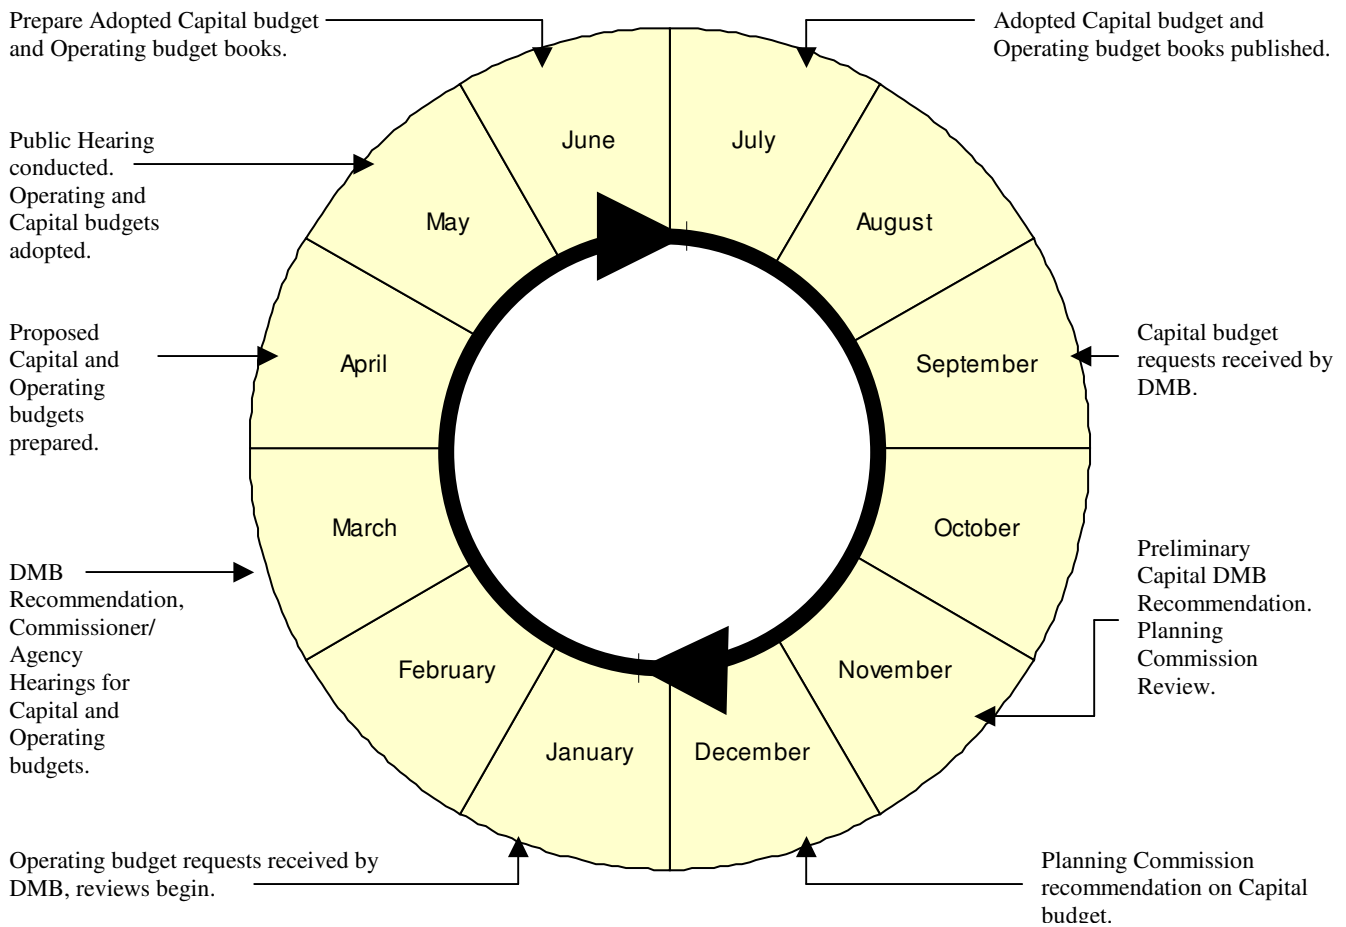 Prepare Adopted Capital budget
and Operating budget books.
Adopted Capital budget and
Operating budget books published.
Public Hearing
conducted.
Operating and
Capital budgets
adopted.
Proposed
Capital and
Operating
budgets
prepared.
DMB
Recommendation,
Commissioner/
Agency
Hearings for
Capital and
Operating
budgets.
Operating budget requests received by
DMB, reviews begin.
June
July
May
August
April
September
March
October
February
November
January
December
Capital budget
requests received by
DMB.
Preliminary
Capital DMB
Recommendation.
Planning
Commission
Review.
Planning Commission
recommendation on Capital
budget.